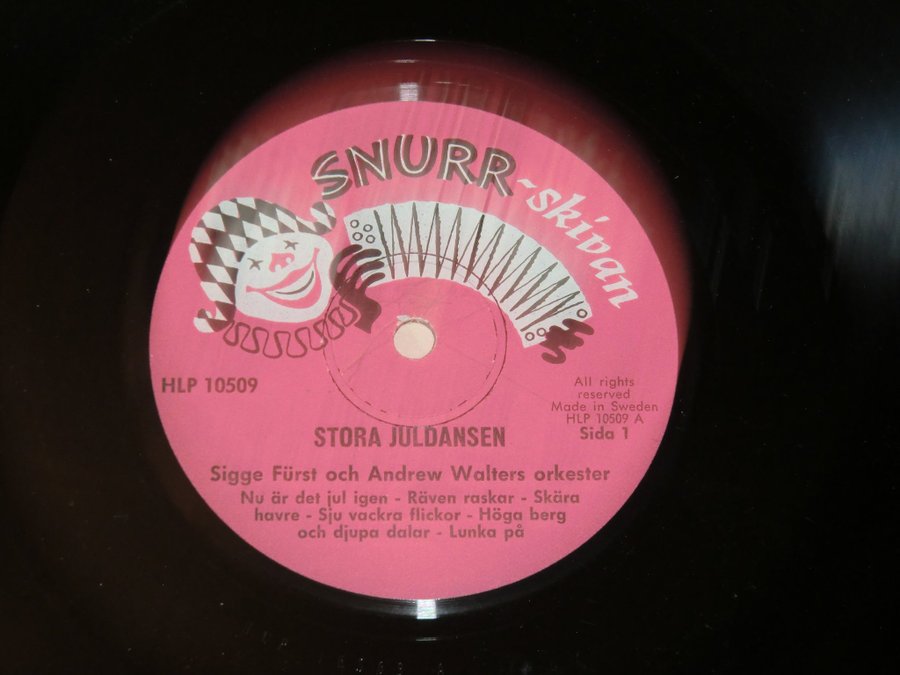 SNURR-skivan
HLP 10509
All rights
reserved
Made in Sweden
HLP 10509 A
Sida 1
STORA JULDANSEN
Sigge Fürst och Andrew Walters orkester
Nu är det jul igen - Räven raskar - Skära
havre - Sju vackra flickor - Höga berg
och djupa dalar - Lunka på